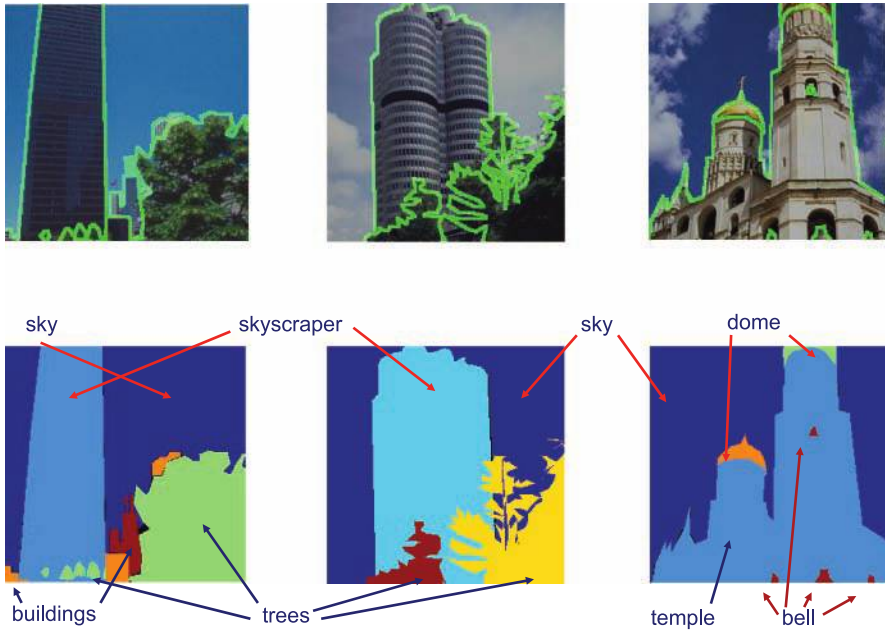 sky
skyscraper
sky
dome
buildings
trees
temple
bell